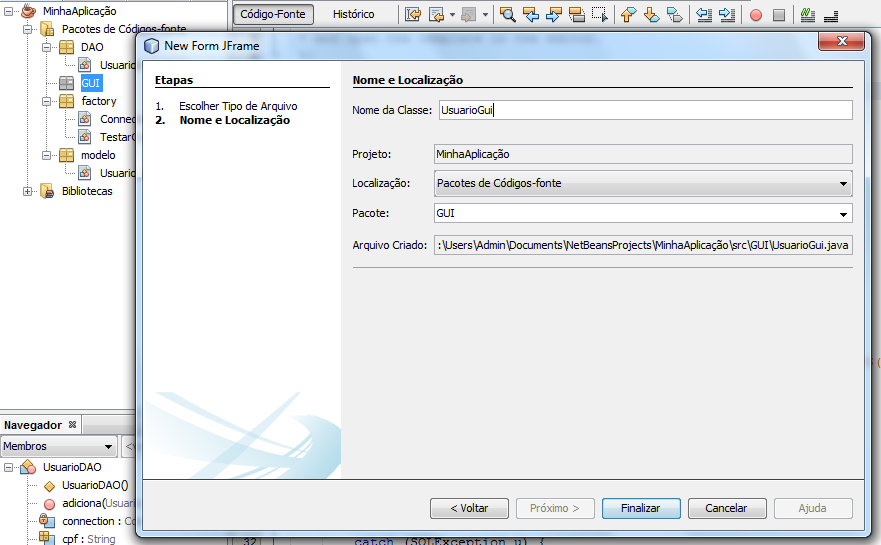 MinhaAplicação
Pacotes de Códigos-fonte
DAO
Usuario
GUI
factory
Connec
TestarC
modelo
Usuario
Bibliotecas
Navegador
Membros
UsuarioDAO
UsuarioDAO()
adiciona(Usuari
connection : Co
cpf : String
Código-Fonte
Histórico
New Form JFrame
Etapas
1. Escolher Tipo de Arquivo
2. Nome e Localização
Nome e Localização
Nome da Classe: UsuarioGui
Projeto: MinhaAplicação
Localização: Pacotes de Códigos-fonte
Pacote: GUI
Arquivo Criado: :\Users\Admin\Documents\NetBeansProjects\MinhaAplicação\src\GUI\UsuarioGui.java
< Voltar
Próximo >
Finalizar
Cancelar
Ajuda
32 catch (SQLException u) {